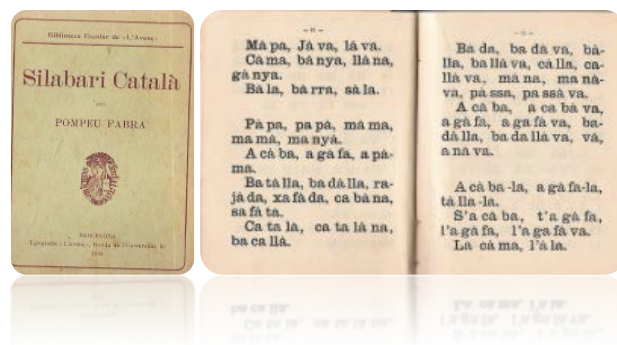 Biblioteca Escolar de «L'Avenç»
Silabari Català
per
POMPEU FABRA
BARCELONA
Mà pa, Jà va, là va.
Cà ma, bà nya, llà na,
gà nya.
Bà la, bà rra, sà la.
Pà pa, pa pà, mà ma,
ma mà, ma nyà.
A cà ba, a gà fa, a pà-
ma.
Ba tà lla, ba dà lla, ra-
jà da, xa fà da, ca bà na,
sa fà tà.
Ca ta là, ca ta là na,
ba ca llà.
Bà da, ba dà va, bà-
lla, ba llà va, cà lla, ca-
llà va, mà na, ma nà-
va, pà ssa, pa ssà va.
A cà ba, a ca bà va,
a gà fa, a ga fà va, ba-
dà lla, ba da llà va, và,
a nà va.
A cà ba-la, a gà fa-la,
tà lla-la.
S'a cà ba, t'a gà fa,
l'a gà fa, l'a ga fà va.
La cà ma, l'à la.